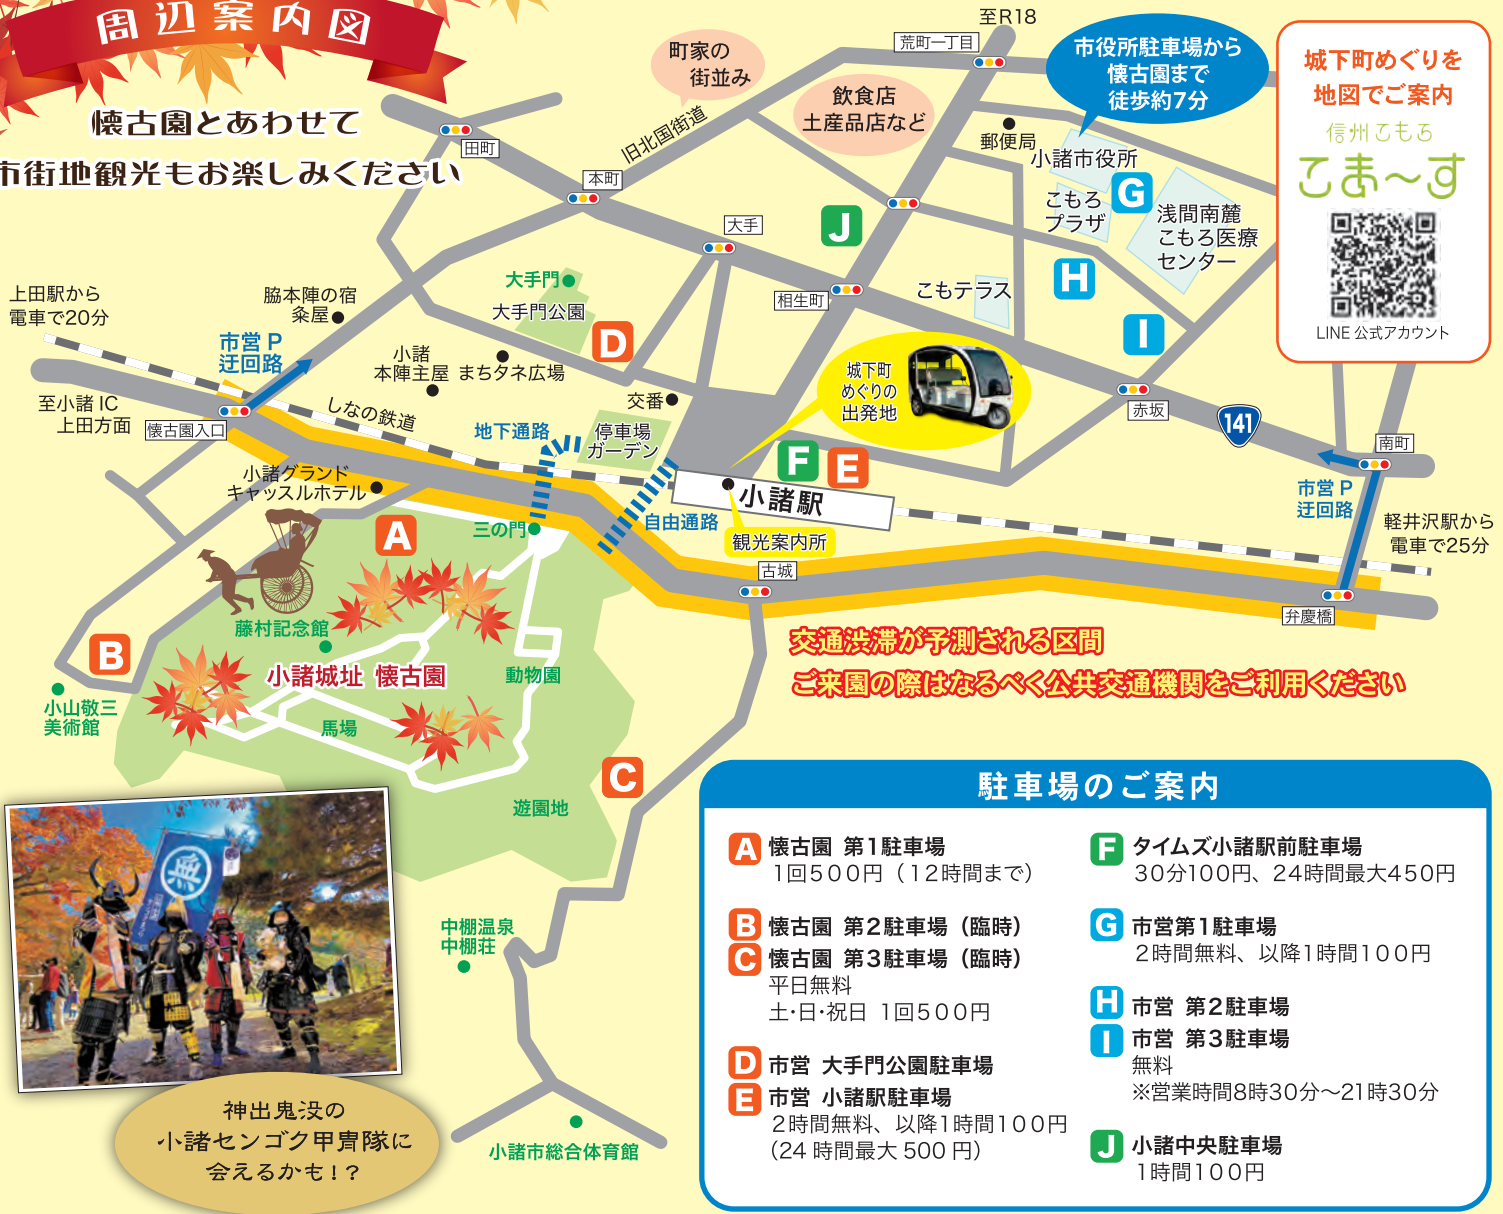 周辺案内図
懐古園とあわせて
市街地観光もお楽しみください
至R18
荒町一丁目
町家の
街並み
飲食店
土産品店など
市役所駐車場から
懐古園まで
徒歩約7分
城下町めぐりを
地図でご案内
信州こもろ
こあ～す
LINE 公式アカウント
田町
旧北国街道
本町
郵便局
小諸市役所
G
こもろ
プラザ
浅間南麓
こもろ医療
センター
大手
J
H
大手門
大手門公園
相生町
こもテラス
I
上田駅から
電車で20分
脇本陣の宿
粂屋
市営 P
迂回路
小諸
本陣主屋
まちタネ広場
D
城下町
めぐりの
出発地
至小諸 IC
上田方面
懐古園入口
しなの鉄道
交番
地下通路
停車場
ガーデン
赤坂
141
南町
F
E
小諸グランド
キャッスルホテル
小諸駅
市営 P
迂回路
A
三の門
自由通路
観光案内所
軽井沢駅から
電車で25分
古城
弁慶橋
藤村記念館
B
小諸城址 懐古園
動物園
交通渋滞が予測される区間
ご来園の際はなるべく公共交通機関をご利用ください
小山敬三
美術館
馬場
C
遊園地
中棚温泉
中棚荘
小諸市総合体育館
無
神出鬼没の
小諸センゴク甲冑隊に
会えるかも！？
駐車場のご案内
A 懐古園 第1駐車場
1回500円（12時間まで）
B 懐古園 第2駐車場（臨時）
C 懐古園 第3駐車場（臨時）
平日無料
土・日・祝日 1回500円
D 市営 大手門公園駐車場
E 市営 小諸駅駐車場
2時間無料、以降1時間100円
（24 時間最大 500 円）
F タイムズ小諸駅前駐車場
30分100円、24時間最大450円
G 市営第1駐車場
2時間無料、以降1時間100円
H 市営 第2駐車場
I 市営 第3駐車場
無料
※営業時間8時30分～21時30分
J 小諸中央駐車場
1時間100円